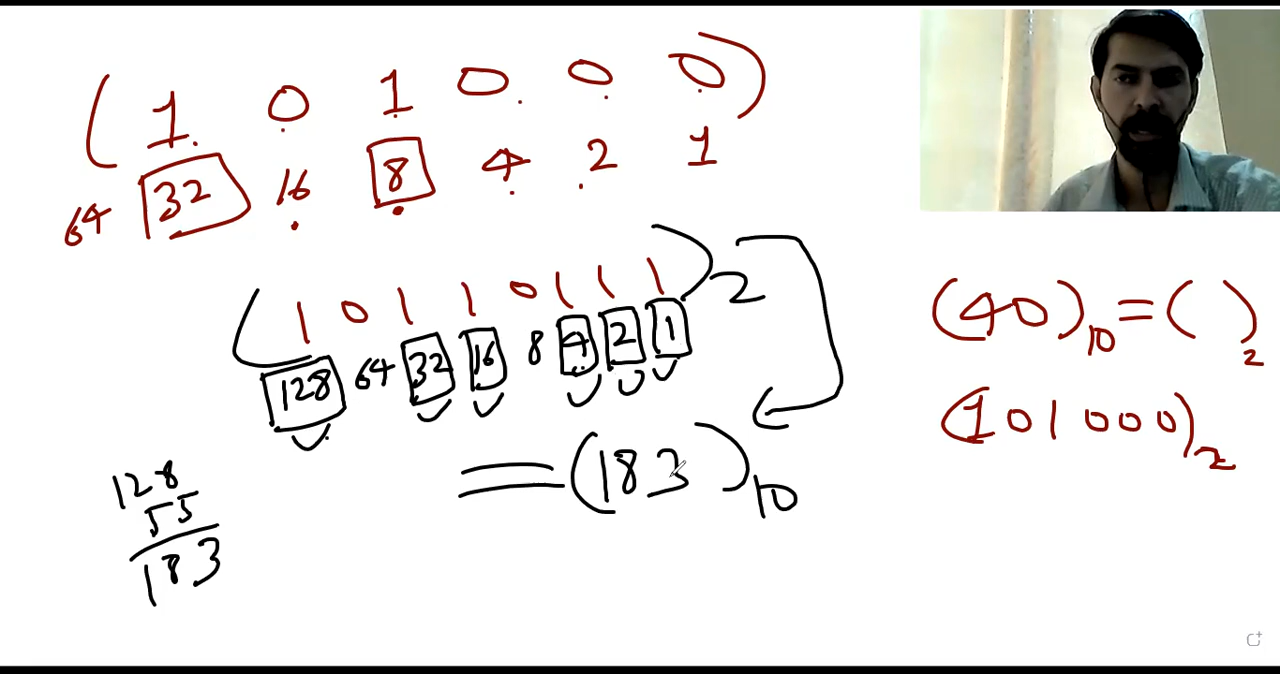 ( 1 0 1 0 0 0 )
64 32 16 8 4 2 1
( 1 0 1 1 0 1 1 1 )2
128 64 32 16 8 4 2 1
= (183)10
128
55
183
(40)10 = ( )2
(101000)2